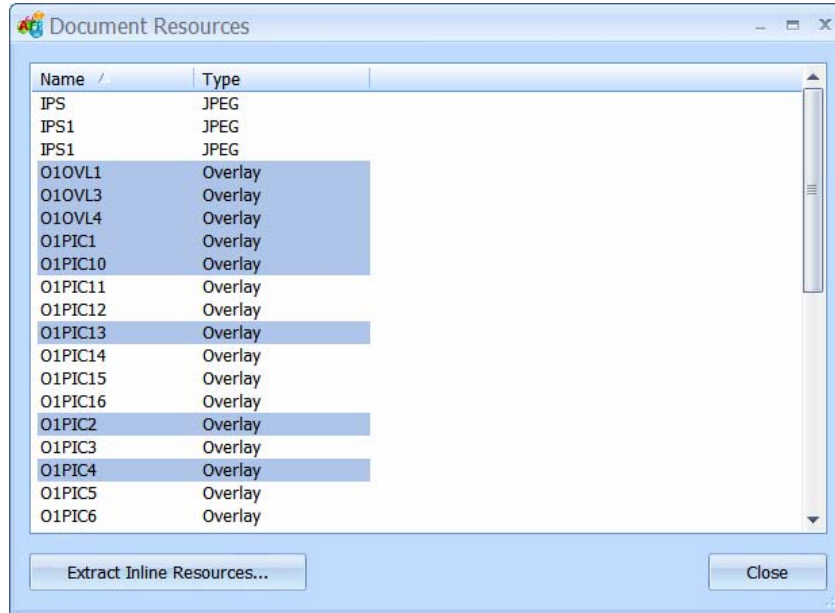 Document Resources
Name Type
IPS JPEG
IPS1 JPEG
IPS1 JPEG
O1OVL1 Overlay
O1OVL3 Overlay
O1OVL4 Overlay
O1PIC1 Overlay
O1PIC10 Overlay
O1PIC11 Overlay
O1PIC12 Overlay
O1PIC13 Overlay
O1PIC14 Overlay
O1PIC15 Overlay
O1PIC16 Overlay
O1PIC2 Overlay
O1PIC3 Overlay
O1PIC4 Overlay
O1PIC5 Overlay
O1PIC6 Overlay
Extract Inline Resources... Close